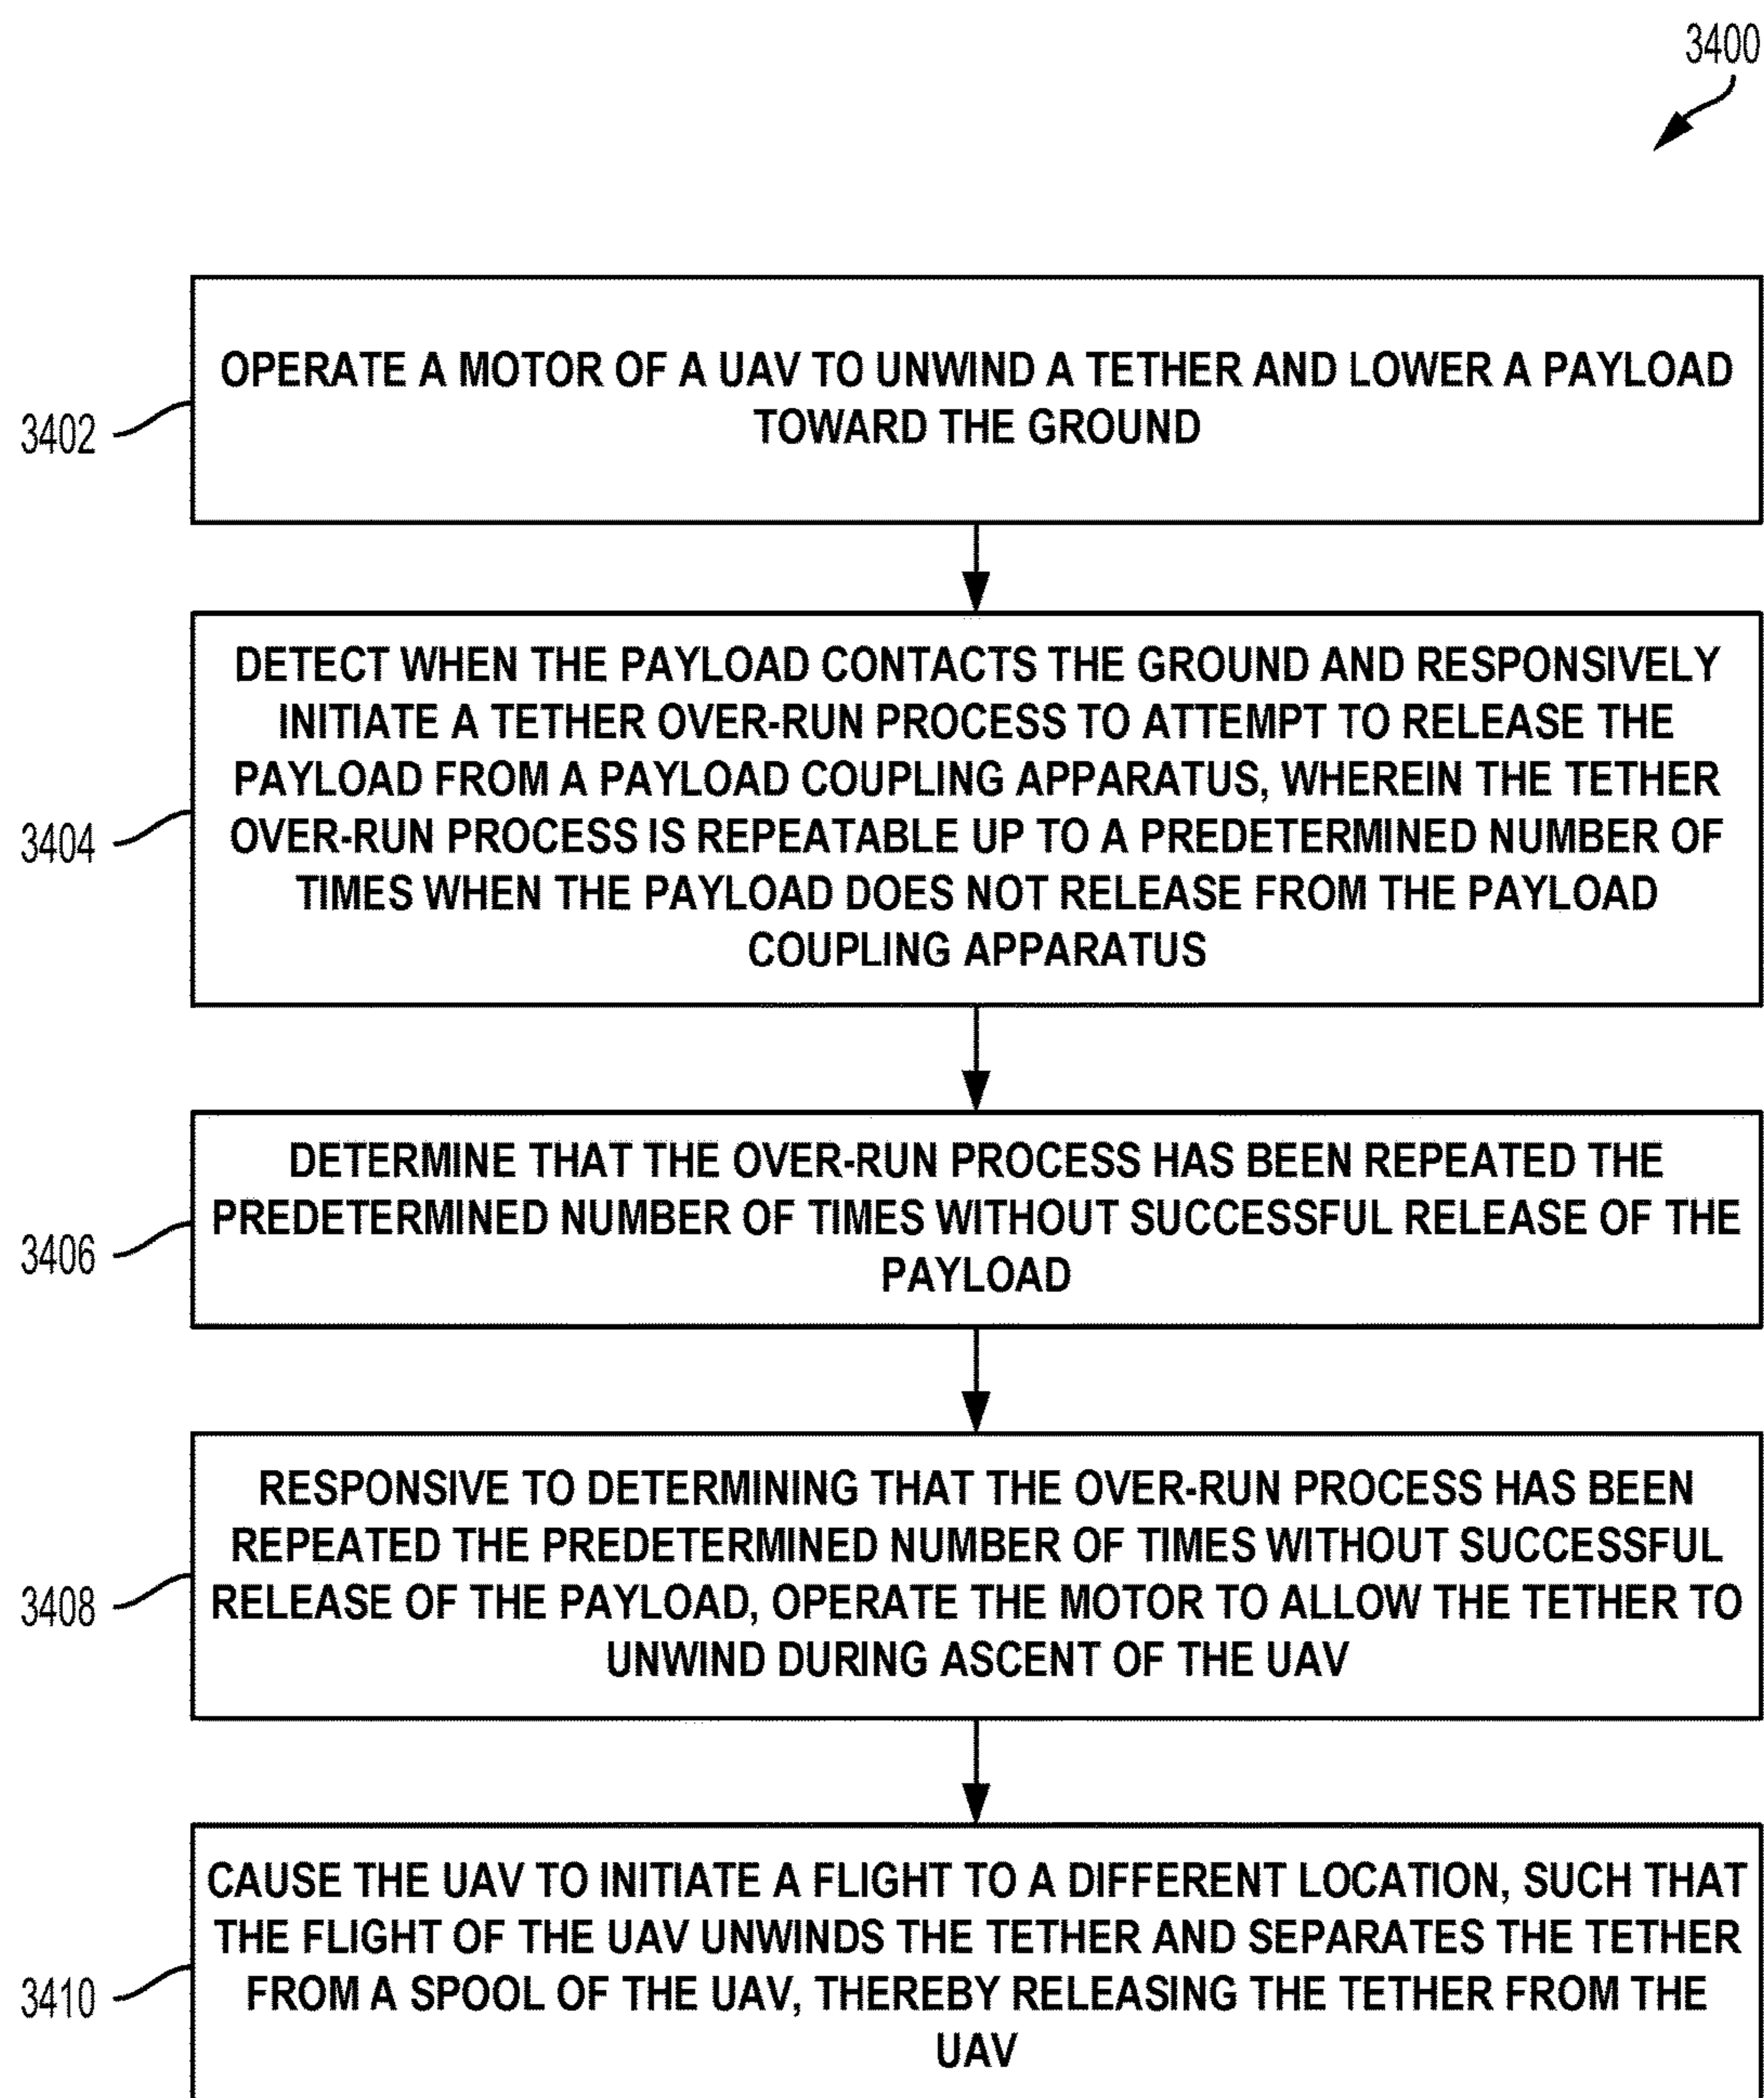 3400
OPERATE A MOTOR OF A UAV TO UNWIND A TETHER AND LOWER A PAYLOAD
TOWARD THE GROUND
3402
DETECT WHEN THE PAYLOAD CONTACTS THE GROUND AND RESPONSIVELY
INITIATE A TETHER OVER-RUN PROCESS TO ATTEMPT TO RELEASE THE
PAYLOAD FROM A PAYLOAD COUPLING APPARATUS, WHEREIN THE TETHER
OVER-RUN PROCESS IS REPEATABLE UP TO A PREDETERMINED NUMBER OF
TIMES WHEN THE PAYLOAD DOES NOT RELEASE FROM THE PAYLOAD
COUPLING APPARATUS
3404
DETERMINE THAT THE OVER-RUN PROCESS HAS BEEN REPEATED THE
PREDETERMINED NUMBER OF TIMES WITHOUT SUCCESSFUL RELEASE OF THE
PAYLOAD
3406
RESPONSIVE TO DETERMINING THAT THE OVER-RUN PROCESS HAS BEEN
REPEATED THE PREDETERMINED NUMBER OF TIMES WITHOUT SUCCESSFUL
RELEASE OF THE PAYLOAD, OPERATE THE MOTOR TO ALLOW THE TETHER TO
UNWIND DURING ASCENT OF THE UAV
3408
CAUSE THE UAV TO INITIATE A FLIGHT TO A DIFFERENT LOCATION, SUCH THAT
THE FLIGHT OF THE UAV UNWINDS THE TETHER AND SEPARATES THE TETHER
FROM A SPOOL OF THE UAV, THEREBY RELEASING THE TETHER FROM THE
UAV
3410